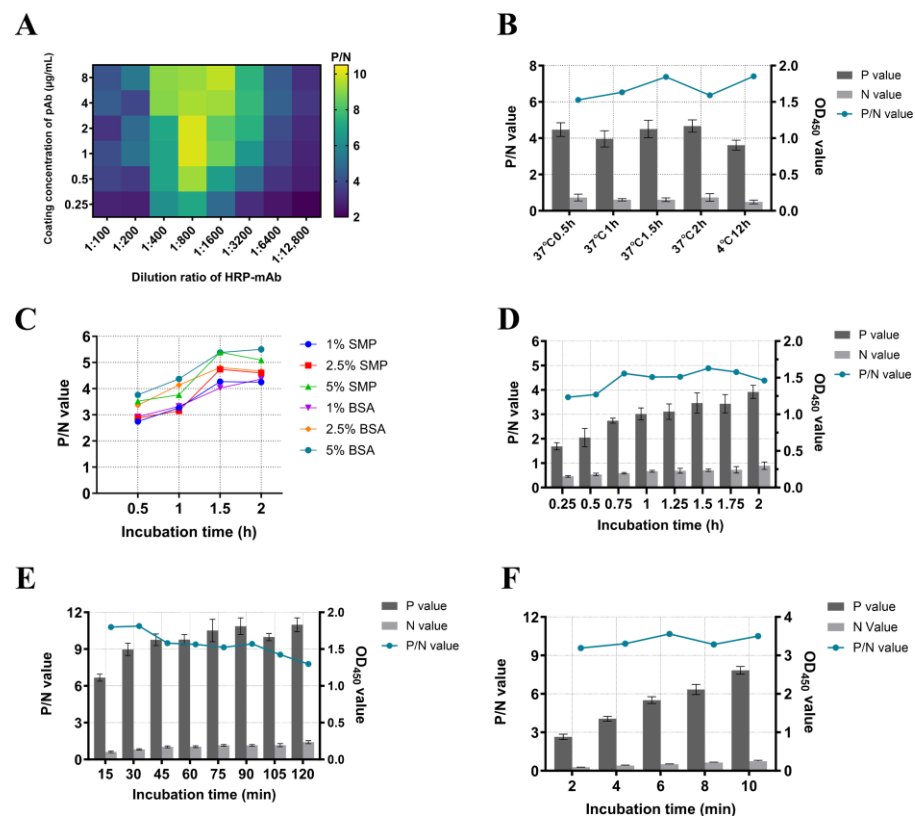 A
P/N
Coating concentration of pAb (μg/mL)
8
4
2
1
0.5
0.25
10
8
6
4
2
1:100
1:200
1:400
1:800
1:1600
1:3200
1:6400
1:12,800
Dilution ratio of HRP-mAb
B
P/N value
8
6
4
2
0
2.0
1.5
1.0
0.5
0.0
OD450 value
P value
N value
P/N value
37°C0.5h
37°C1h
37°C1.5h
37°C2h
4°C12h
C
P/N value
6
5
4
3
2
1
0
0.5 1 1.5 2
Incubation time (h)
1% SMP
2.5% SMP
5% SMP
1% BSA
2.5% BSA
5% BSA
D
P/N value
6
5
4
3
2
1
0
2.0
1.5
1.0
0.5
0.0
OD450 value
P value
N value
P/N value
0.25 0.5 0.75 1 1.25 1.5 1.75 2
Incubation time (h)
E
P/N value
12
9
6
3
0
2.0
1.5
1.0
0.5
0.0
OD450 value
P value
N value
P/N value
15 30 45 60 75 90 105 120
Incubation time (min)
F
P/N value
12
9
6
3
0
4
3
2
1
0
OD450 value
P value
N Value
P/N value
2 4 6 8 10
Incubation time (min)